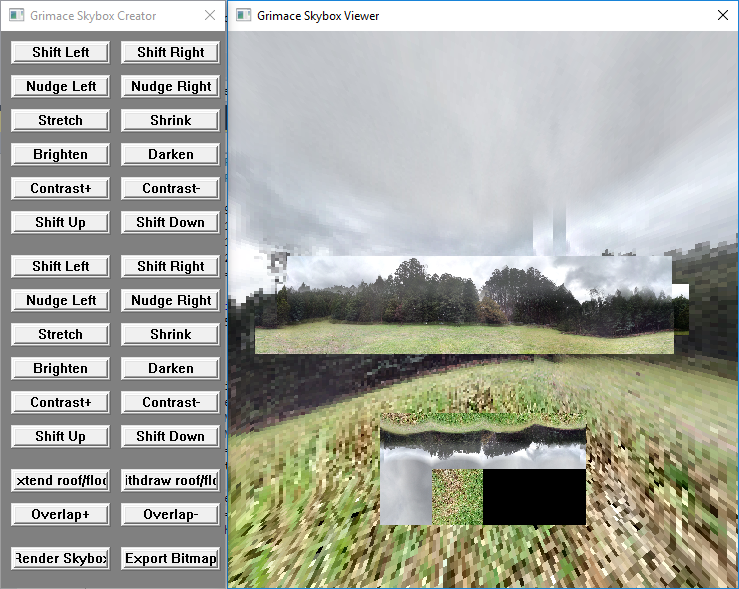 Grimace Skybox Creator
Grimace Skybox Viewer
Shift Left Shift Right
Nudge Left Nudge Right
Stretch Shrink
Brighten Darken
Contrast+ Contrast-
Shift Up Shift Down
Shift Left Shift Right
Nudge Left Nudge Right
Stretch Shrink
Brighten Darken
Contrast+ Contrast-
Shift Up Shift Down
xtend roof/floo ithdraw roof/flo
Overlap+ Overlap-
Render Skybox Export Bitmap